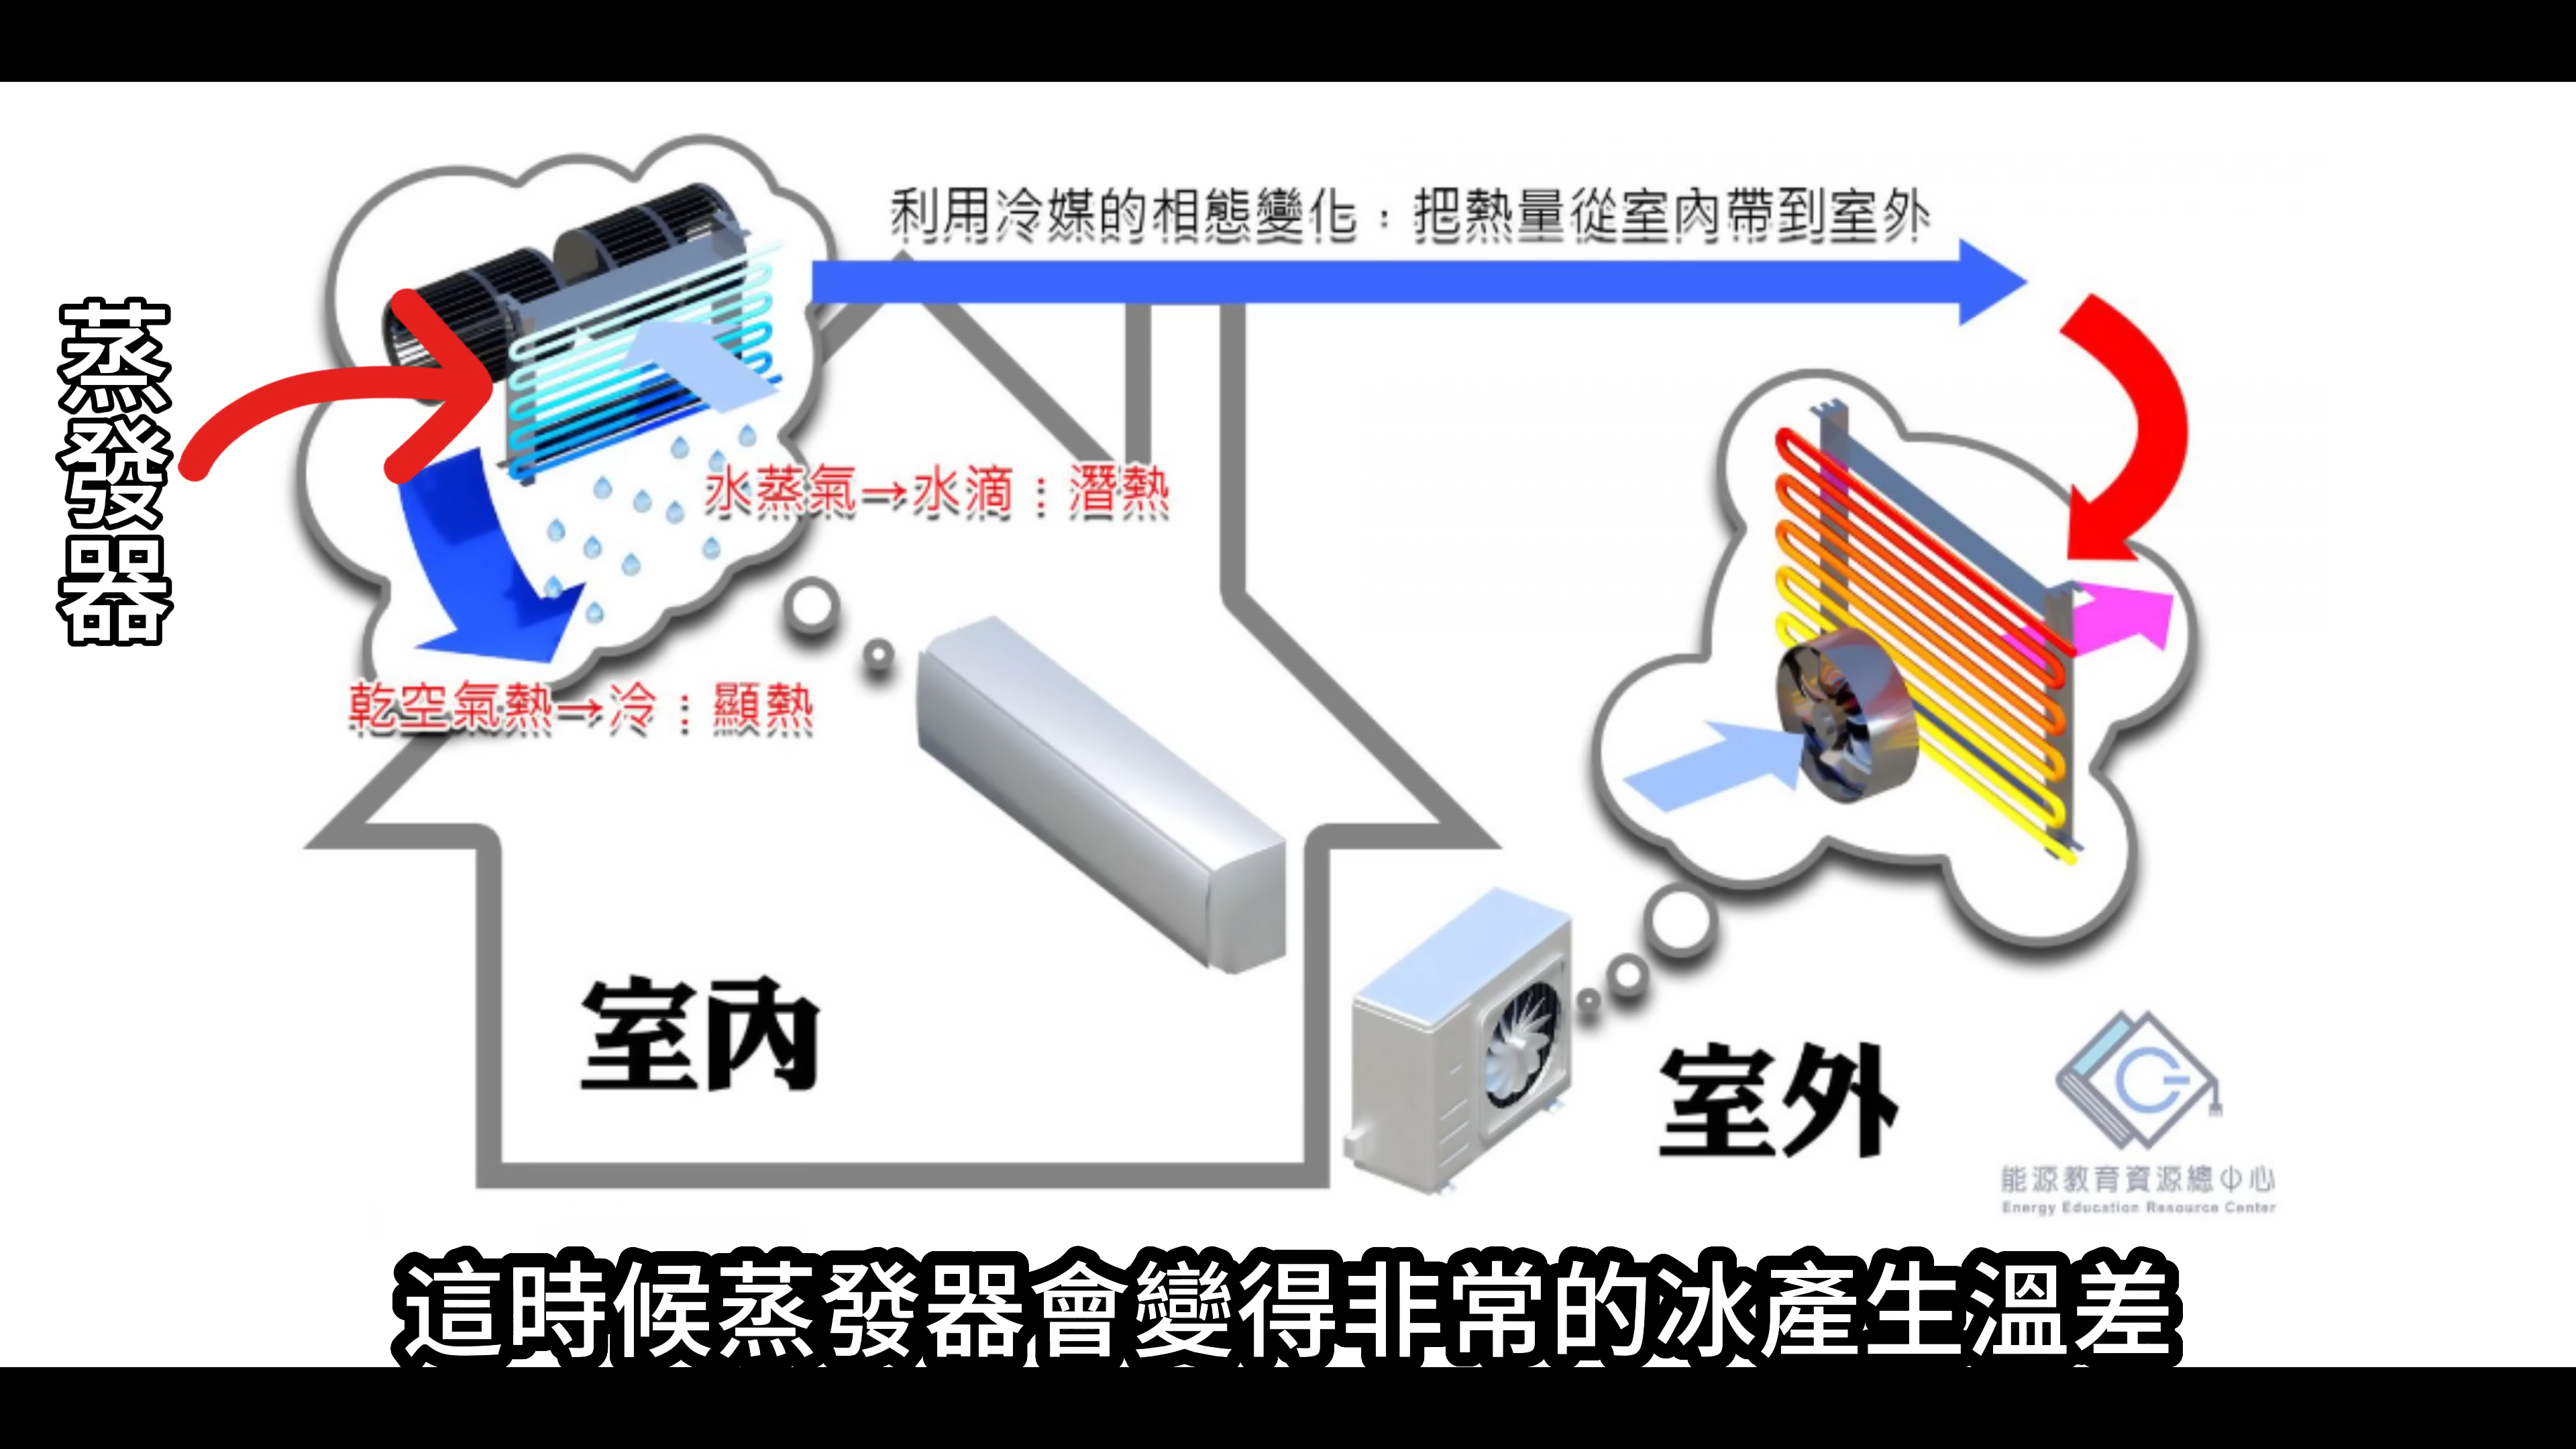 利用冷媒的相態變化，把熱量從室內帶到室外
蒸發器
水蒸氣→水滴：潛熱
乾空氣熱→冷：顯熱
室內
室外
能源教育資源總中心
Energy Education Resource Center
這時候蒸發器會變得非常的冰產生溫差